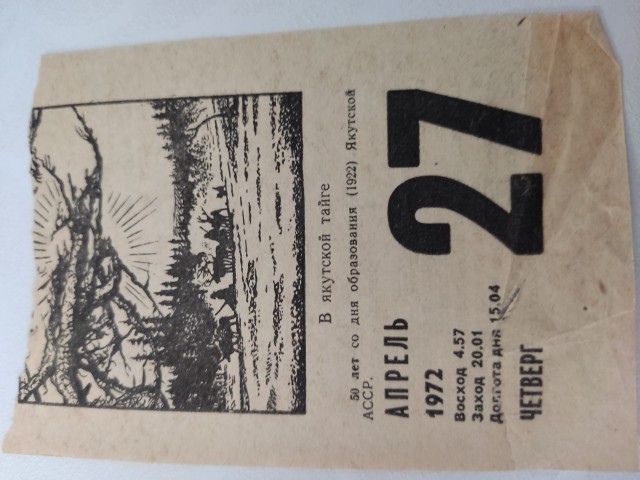 В якутской тайге
50 лет со дня образования (1922) Якутской
АССР.
АПРЕЛЬ
1972
27
Восход 4.57
Заход 20.01
Долгота дня 15.04
ЧЕТВЕРГ